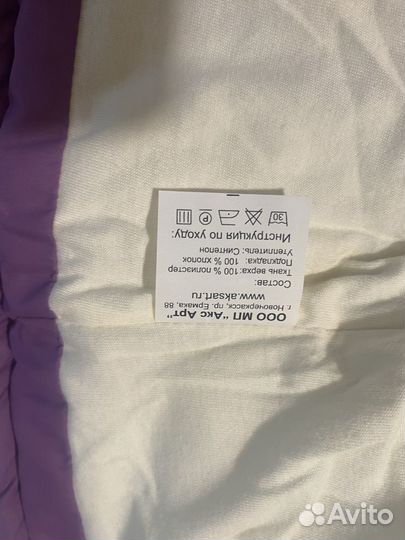 ООО МП "Акс Арт"
г. Новочеркасск, пр. Ермака, 88
www.aksart.ru
Состав:
Ткань верха: 100 % полиэстер
Подкладка: 100 % хлопок
Утеплитель: Синтепон
Инструкция по уходу:
30 P
Avito